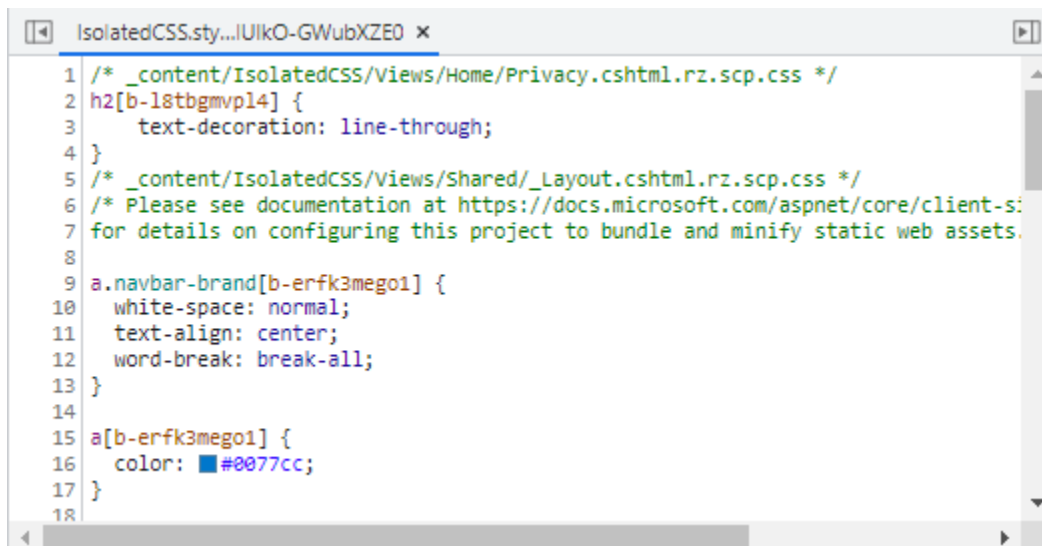 IsolatedCSS.sty...lUlkO-GWubXZE0 ×
1 /* _content/IsolatedCSS/Views/Home/Privacy.cshtml.rz.scp.css */
2 h2[b-l8tbgmvpl4] {
3     text-decoration: line-through;
4 }
5 /* _content/IsolatedCSS/Views/Shared/_Layout.cshtml.rz.scp.css */
6 /* Please see documentation at https://docs.microsoft.com/aspnet/core/client-si
7 for details on configuring this project to bundle and minify static web assets.
8
9 a.navbar-brand[b-erfk3mego1] {
10   white-space: normal;
11   text-align: center;
12   word-break: break-all;
13 }
14
15 a[b-erfk3mego1] {
16   color: #0077cc;
17 }
18